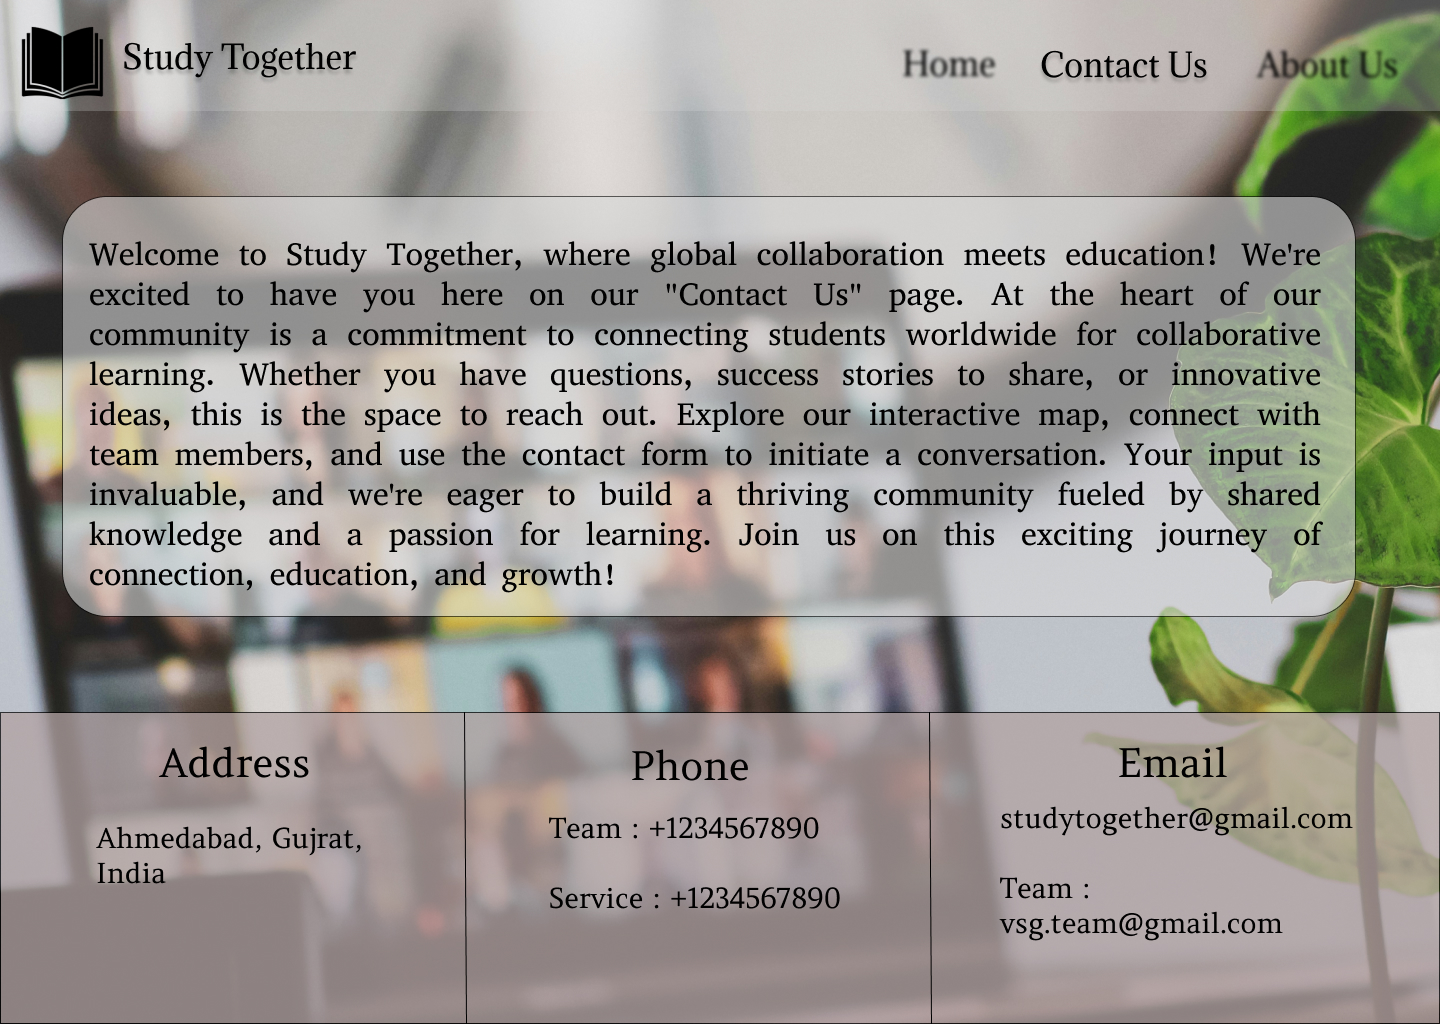 Study Together
Home
Contact Us
About Us
Welcome to Study Together, where global collaboration meets education! We're
excited to have you here on our "Contact Us" page. At the heart of our
community is a commitment to connecting students worldwide for collaborative
learning. Whether you have questions, success stories to share, or innovative
ideas, this is the space to reach out. Explore our interactive map, connect with
team members, and use the contact form to initiate a conversation. Your input is
invaluable, and we're eager to build a thriving community fueled by shared
knowledge and a passion for learning. Join us on this exciting journey of
connection, education, and growth!
Address
Ahmedabad, Gujrat,
India
Phone
Team : +1234567890
Service : +1234567890
Email
studytogether@gmail.com
Team :
vsg.team@gmail.com